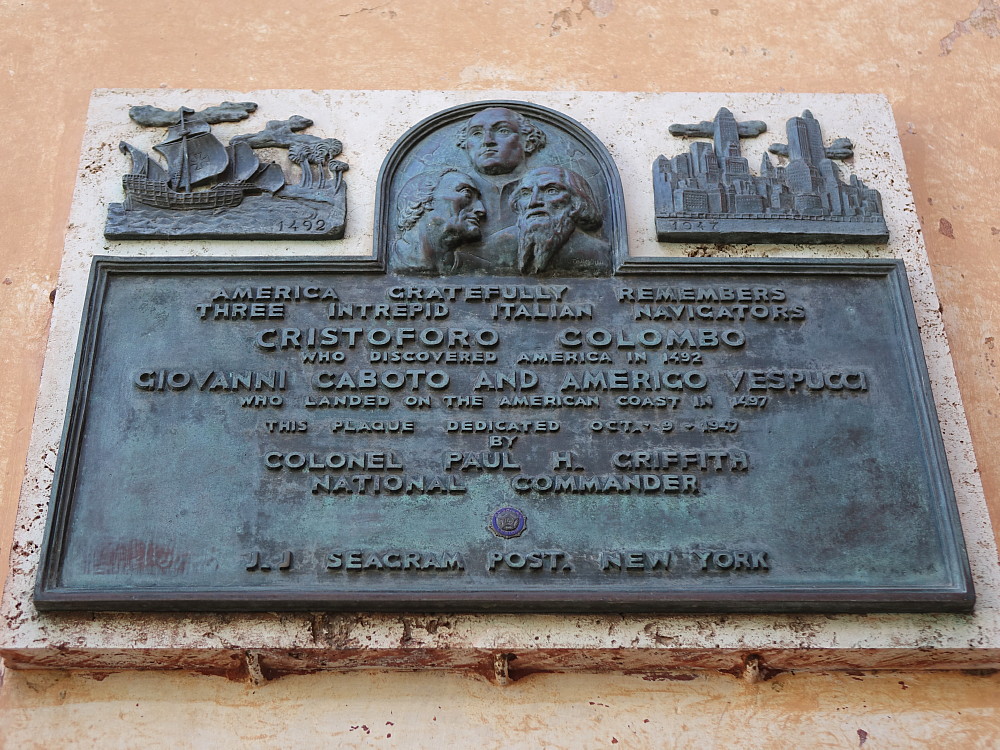 1492
1947
AMERICA GRATEFULLY REMEMBERS
THREE INTREPID ITALIAN NAVIGATORS
CRISTOFORO COLOMBO
WHO DISCOVERED AMERICA IN 1492
GIOVANNI CABOTO AND AMERIGO VESPUCCI
WHO LANDED ON THE AMERICAN COAST IN 1497
THIS PLAQUE DEDICATED OCT. 9 - 1947
BY
COLONEL PAUL H. GRIFFITH
NATIONAL COMMANDER
J. J SEAGRAM POST. NEW YORK